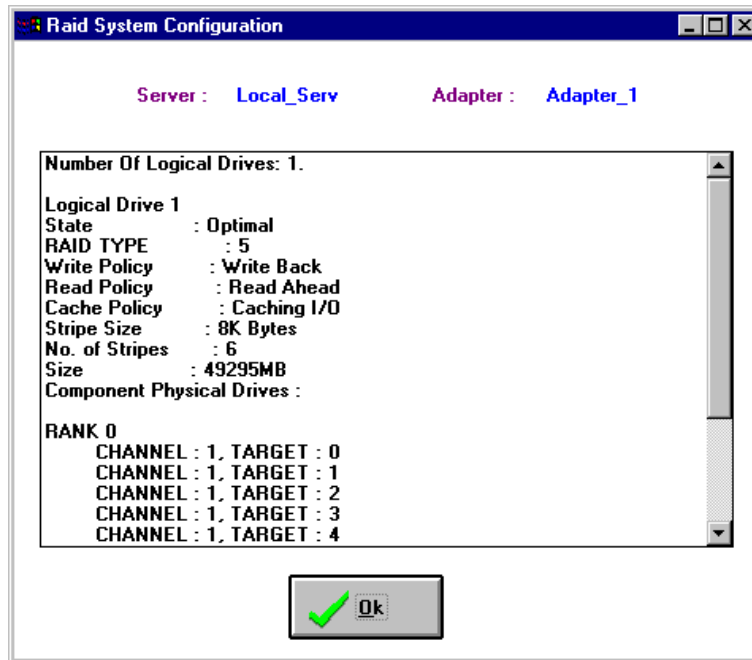 Raid System Configuration
Server : Local_Serv Adapter : Adapter_1
Number Of Logical Drives: 1.
Logical Drive 1
State : Optimal
RAID TYPE : 5
Write Policy : Write Back
Read Policy : Read Ahead
Cache Policy : Caching I/O
Stripe Size : 8K Bytes
No. of Stripes : 6
Size : 49295MB
Component Physical Drives :
RANK 0
CHANNEL : 1, TARGET : 0
CHANNEL : 1, TARGET : 1
CHANNEL : 1, TARGET : 2
CHANNEL : 1, TARGET : 3
CHANNEL : 1, TARGET : 4
Ok